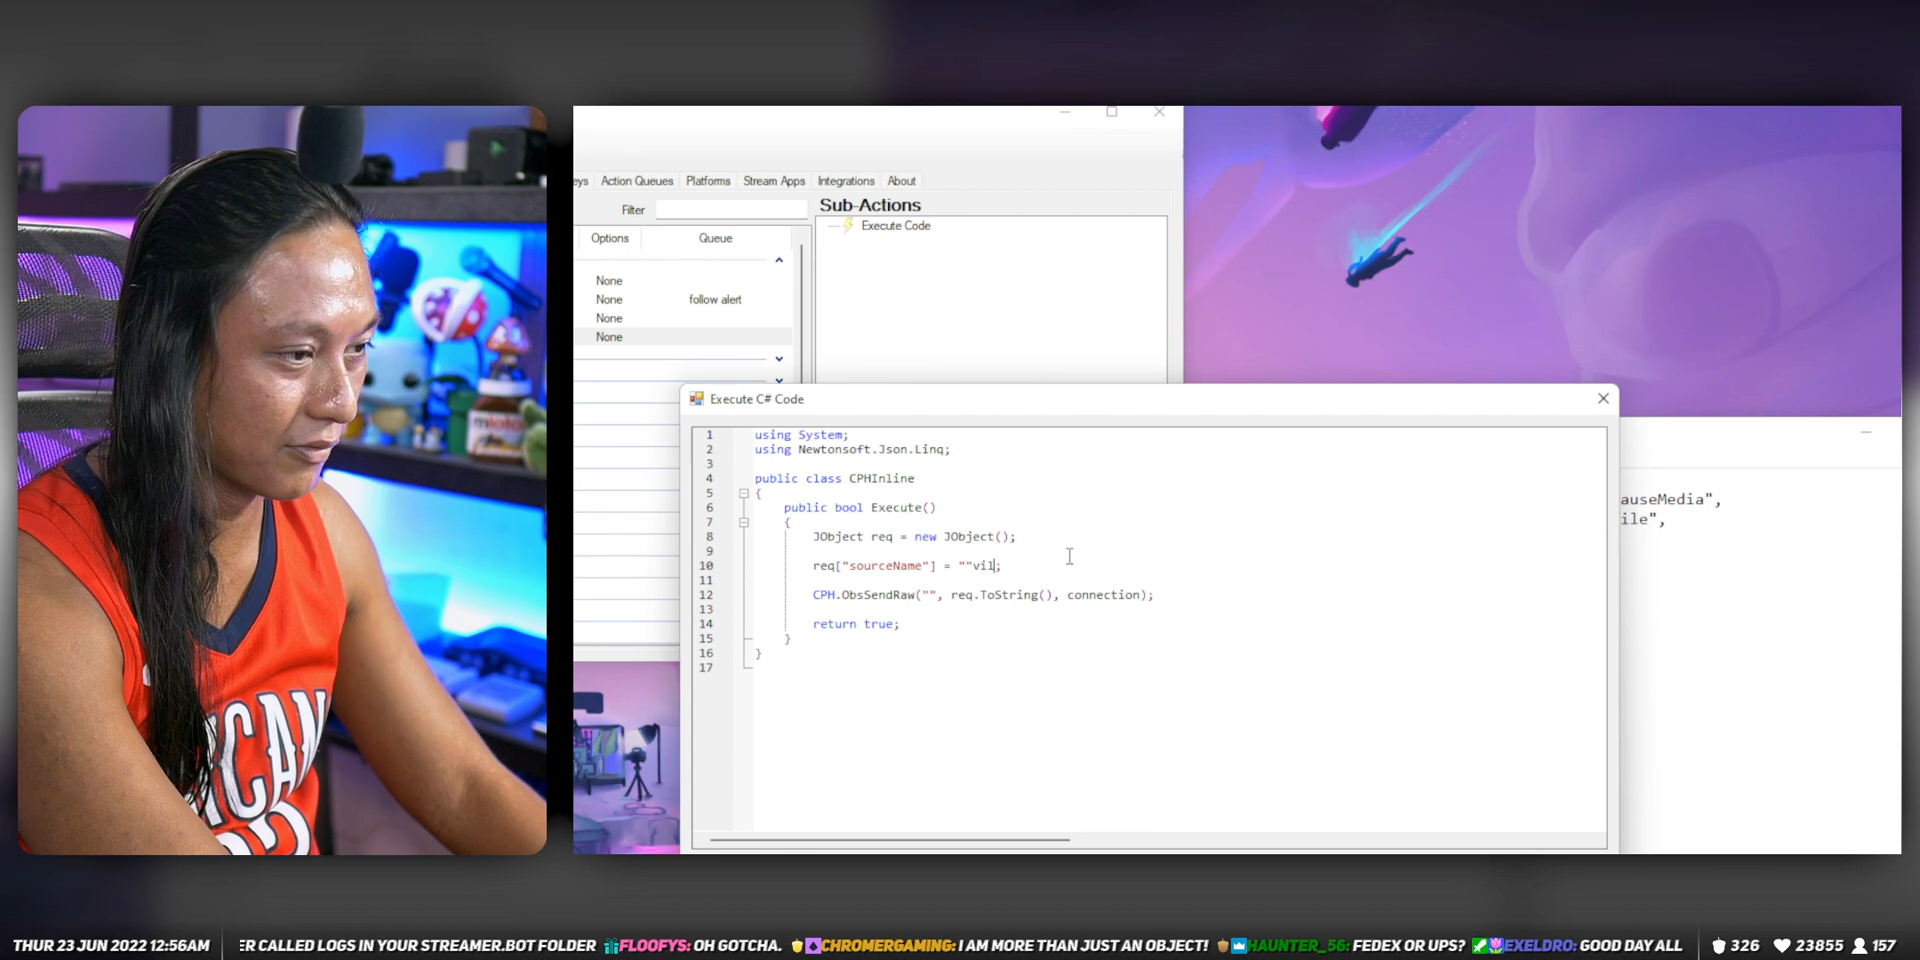 eys Action Queues Platforms Stream Apps Integrations About
Filter
Sub-Actions
Options Queue
Execute Code
None
None follow alert
None
None
Execute C# Code
1 using System;
2 using Newtonsoft.Json.Linq;
3
4 public class CPHInline
5 {
6 public bool Execute()
7 {
8 JObject req = new JObject();
9
10 req["sourceName"] = ""vil;
11
12 CPH.ObsSendRaw("", req.ToString(), connection);
13
14 return true;
15 }
16 }
17
auseMedia",
ile",
THUR 23 JUN 2022 12:56AM ER CALLED LOGS IN YOUR STREAMER.BOT FOLDER FLOOFYS: OH GOTCHA. CHROMERGAMING: I AM MORE THAN JUST AN OBJECT! HAUNTER_56: FEDEX OR UPS? EXELDRO: GOOD DAY ALL 326 23855 157